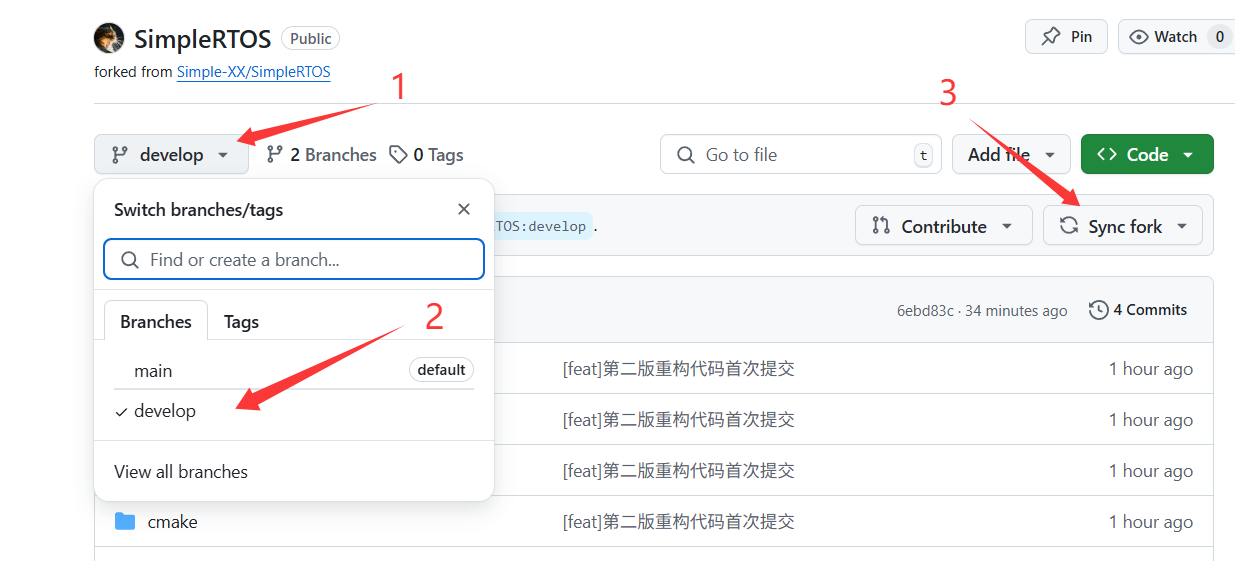 SimpleRTOS Public
Pin
Watch 0
forked from Simple-XX/SimpleRTOS
1
3
develop
2 Branches
0 Tags
Go to file
t
Add file
Code
Switch branches/tags
TOS:develop .
Contribute
Sync fork
Find or create a branch...
Branches
Tags
2
6ebd83c · 34 minutes ago
4 Commits
main
default
[feat]第二版重构代码首次提交
1 hour ago
develop
[feat]第二版重构代码首次提交
1 hour ago
View all branches
[feat]第二版重构代码首次提交
1 hour ago
cmake
[feat]第二版重构代码首次提交
1 hour ago